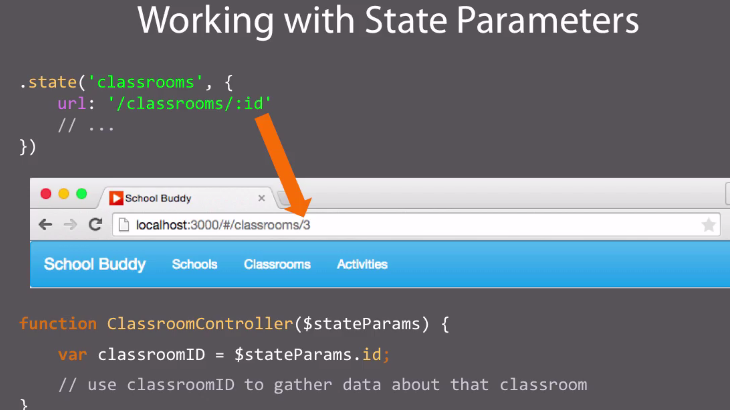 Working with State Parameters
.state('classrooms', {
url: '/classrooms/:id'
// ...
})
School Buddy
localhost:3000/#/classrooms/3
School Buddy Schools Classrooms Activities
function ClassroomController($stateParams) {
var classroomID = $stateParams.id;
// use classroomID to gather data about that classroom
}